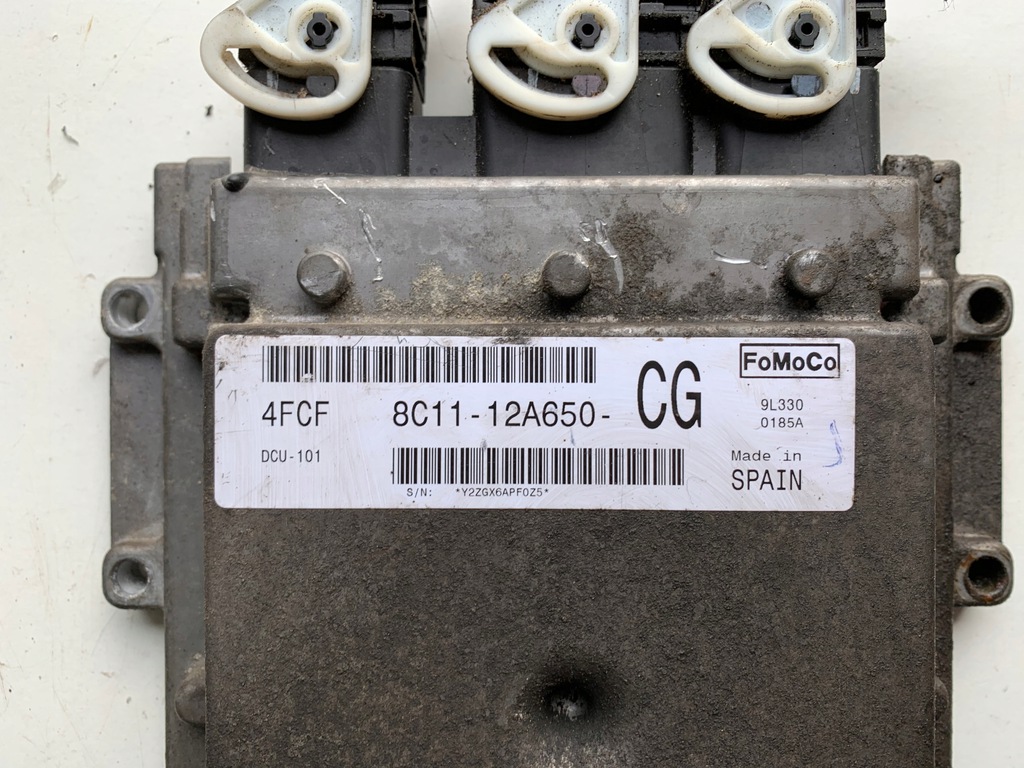 FoMoCo
4FCF 8C11-12A650- CG
9L330
0185A
DCU-101
Made in
SPAIN
S/N: *Y2ZGX6APF0Z5*